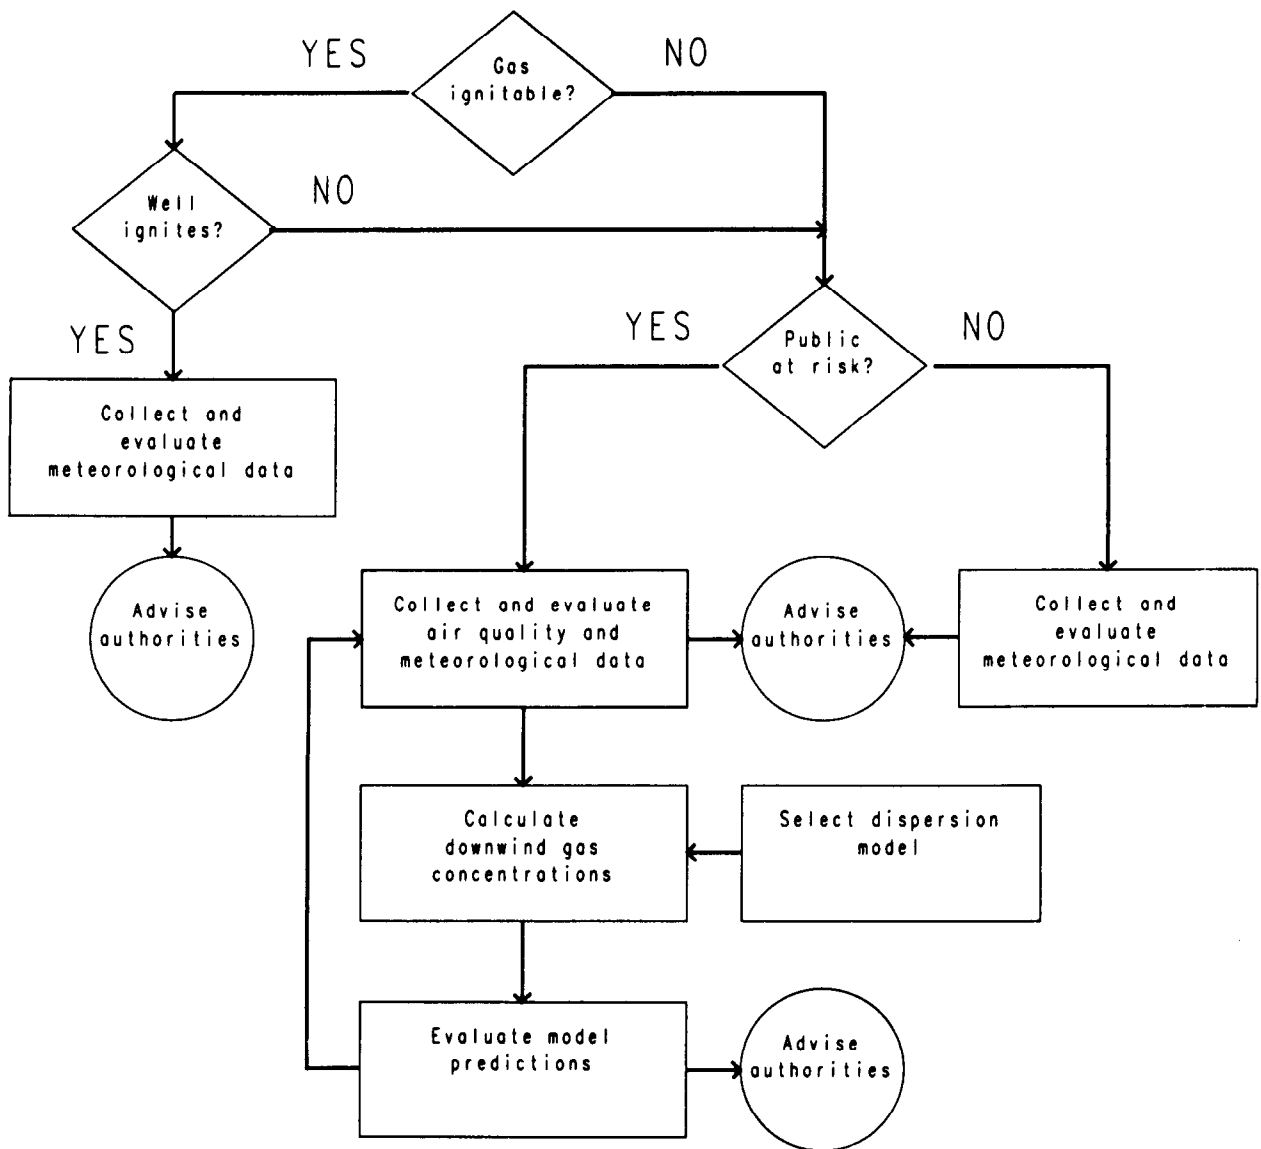 YES
NO
Gas
ignitable?
Well
ignites?
NO
YES
YES
NO
Public
at risk?
Collect and
evaluate
meteorological data
Advise
authorities
Collect and evaluate
air quality and
meteorological data
Advise
authorities
Collect and
evaluate
meteorological data
Calculate
downwind gas
concentrations
Select dispersion
model
Evaluate model
predictions
Advise
authorities